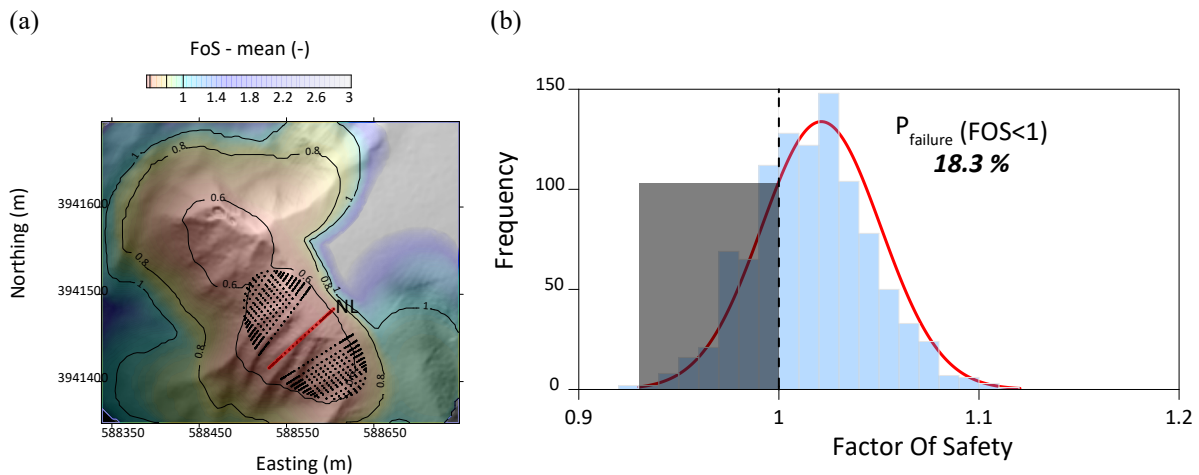 (a)
FoS - mean (-)
1 1.4 1.8 2.2 2.6 3
Northing (m)
3941600
3941500
3941400
1
0.8
1
0.6
0.6
0.6
0.8
1
NL
0.8
0.8
588350 588450 588550 588650
Easting (m)
(b)
150
100
50
0
Frequency
P failure (FOS<1)
18.3 %
0.9 1 1.1 1.2
Factor Of Safety